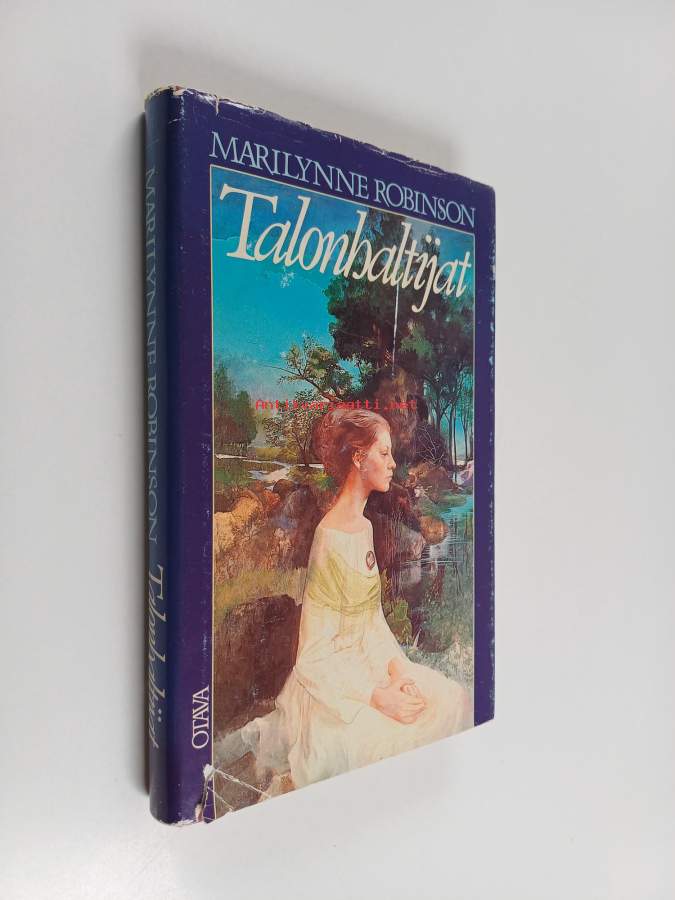 MARILYNNE ROBINSON
Talonhaltijat
Antikvariaatti.net
OTAVA
MARILYNNE ROBINSON Talonhaltijat